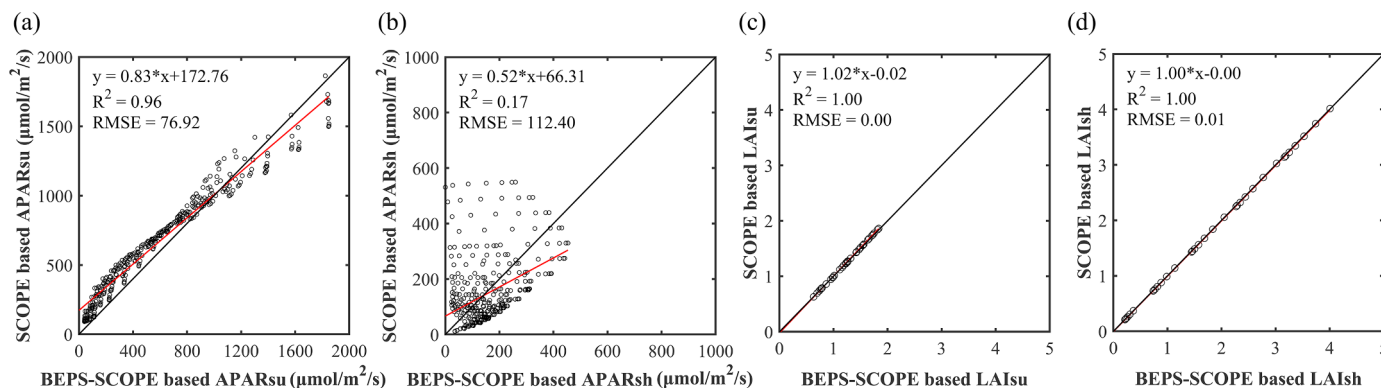 (a)
y = 0.83*x+172.76
R² = 0.96
RMSE = 76.92
SCOPE based APARsu (μmol/m²/s)
2000
1600
1200
800
400
0
0 400 800 1200 1600 2000
BEPS-SCOPE based APARsu (μmol/m²/s)
(b)
y = 0.52*x+66.31
R² = 0.17
RMSE = 112.40
SCOPE based APARsh (μmol/m²/s)
1000
800
600
400
200
0
0 200 400 600 800 1000
BEPS-SCOPE based APARsh (μmol/m²/s)
(c)
y = 1.02*x-0.02
R² = 1.00
RMSE = 0.00
SCOPE based LAIsu
5
4
3
2
1
0
0 1 2 3 4 5
BEPS-SCOPE based LAIsu
(d)
y = 1.00*x-0.00
R² = 1.00
RMSE = 0.01
SCOPE based LAIsh
5
4
3
2
1
0
0 1 2 3 4 5
BEPS-SCOPE based LAIsh